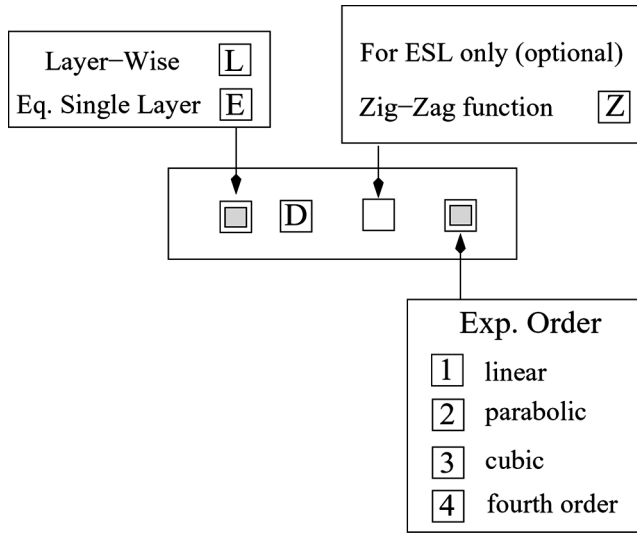 Layer-Wise L
Eq. Single Layer E
For ESL only (optional)
Zig-Zag function Z
D
Exp. Order
1 linear
2 parabolic
3 cubic
4 fourth order